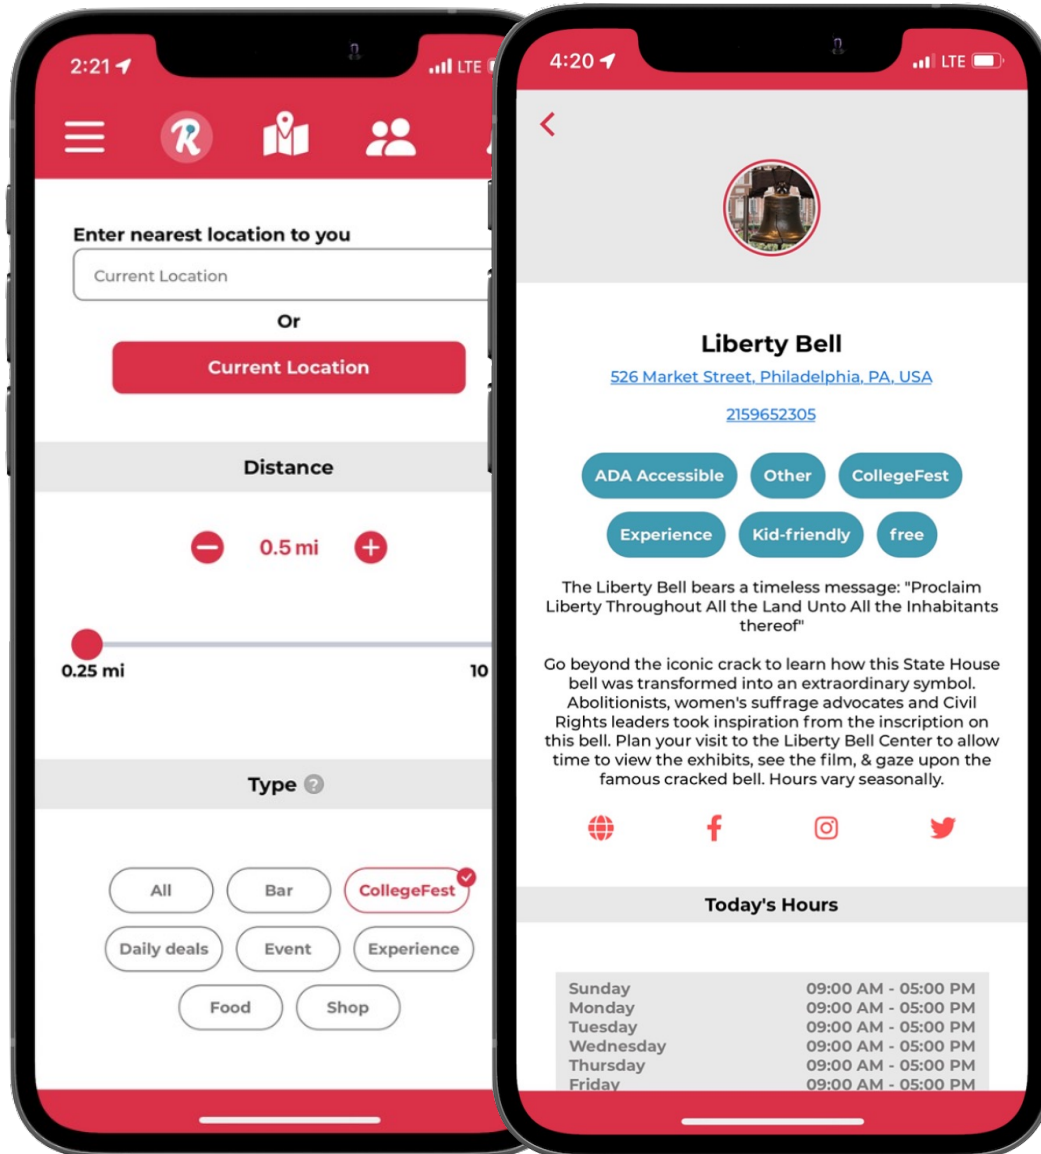 2:21
LTE
R
Enter nearest location to you
Current Location
Or
Current Location
Distance
0.5 mi
0.25 mi
10
Type ?
All
Bar
CollegeFest
Daily deals
Event
Experience
Food
Shop
4:20
LTE
Liberty Bell
526 Market Street, Philadelphia, PA, USA
2159652305
ADA Accessible
Other
CollegeFest
Experience
Kid-friendly
free
The Liberty Bell bears a timeless message: "Proclaim
Liberty Throughout All the Land Unto All the Inhabitants
thereof"
Go beyond the iconic crack to learn how this State House
bell was transformed into an extraordinary symbol.
Abolitionists, women's suffrage advocates and Civil
Rights leaders took inspiration from the inscription on
this bell. Plan your visit to the Liberty Bell Center to allow
time to view the exhibits, see the film, & gaze upon the
famous cracked bell. Hours vary seasonally.
Today's Hours
Sunday 09:00 AM - 05:00 PM
Monday 09:00 AM - 05:00 PM
Tuesday 09:00 AM - 05:00 PM
Wednesday 09:00 AM - 05:00 PM
Thursday 09:00 AM - 05:00 PM
Friday 09:00 AM - 05:00 PM